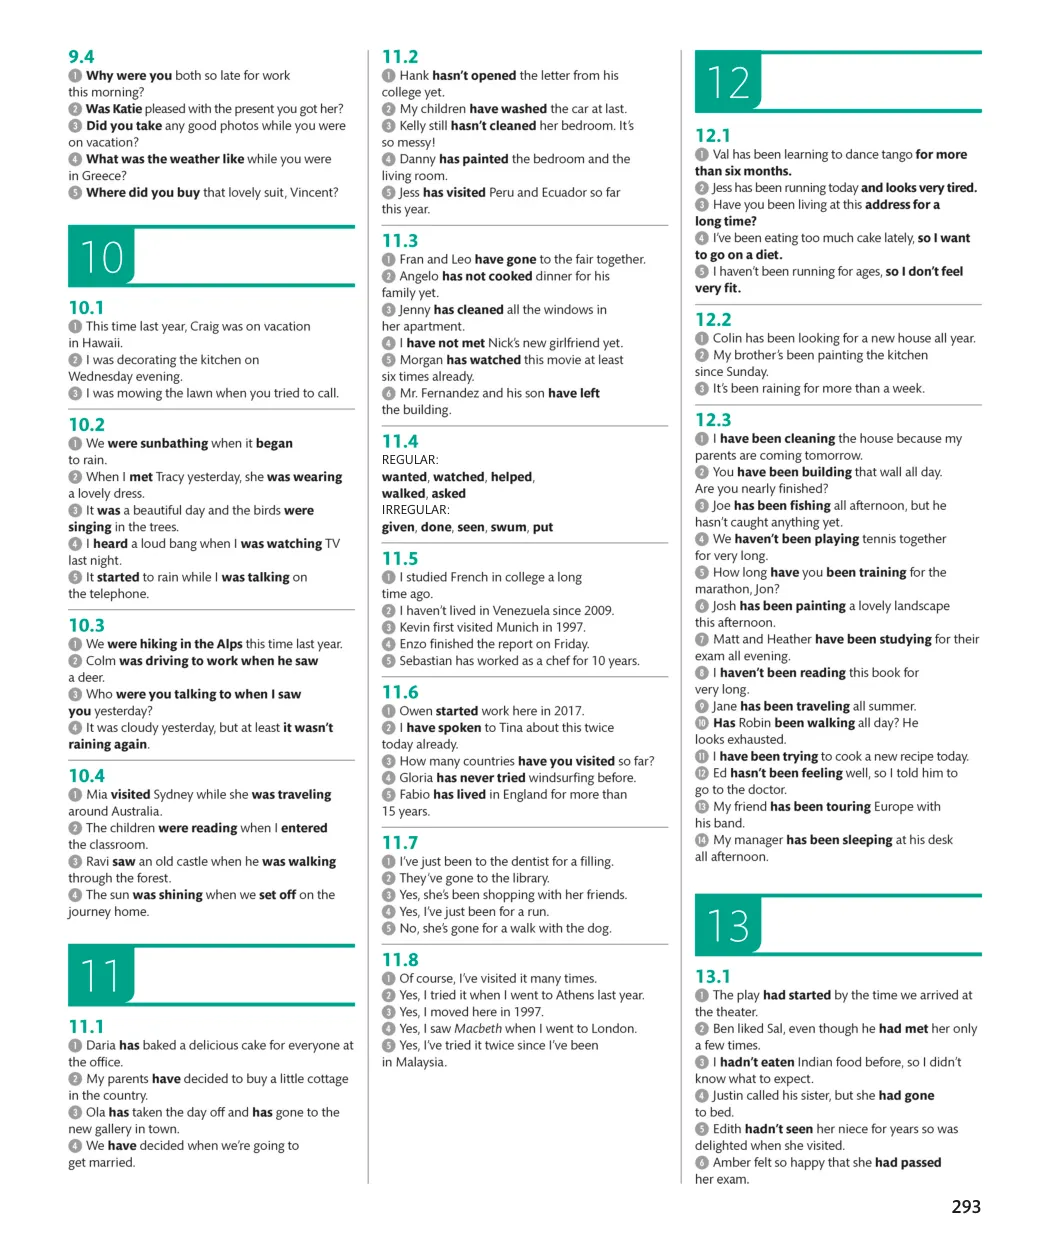 9.4
1 Why were you both so late for work
this morning?
2 Was Katie pleased with the present you got her?
3 Did you take any good photos while you were
on vacation?
4 What was the weather like while you were
in Greece?
5 Where did you buy that lovely suit, Vincent?
10
10.1
1 This time last year, Craig was on vacation
in Hawaii.
2 I was decorating the kitchen on
Wednesday evening.
3 I was mowing the lawn when you tried to call.
10.2
1 We were sunbathing when it began
to rain.
2 When I met Tracy yesterday, she was wearing
a lovely dress.
3 It was a beautiful day and the birds were
singing in the trees.
4 I heard a loud bang when I was watching TV
last night.
5 It started to rain while I was talking on
the telephone.
10.3
1 We were hiking in the Alps this time last year.
2 Colm was driving to work when he saw
a deer.
3 Who were you talking to when I saw
you yesterday?
4 It was cloudy yesterday, but at least it wasn't
raining again.
10.4
1 Mia visited Sydney while she was traveling
around Australia.
2 The children were reading when I entered
the classroom.
3 Ravi saw an old castle when he was walking
through the forest.
4 The sun was shining when we set off on the
journey home.
11
11.1
1 Daria has baked a delicious cake for everyone at
the office.
2 My parents have decided to buy a little cottage
in the country.
3 Ola has taken the day off and has gone to the
new gallery in town.
4 We have decided when we're going to
get married.
11.2
1 Hank hasn't opened the letter from his
college yet.
2 My children have washed the car at last.
3 Kelly still hasn't cleaned her bedroom. It's
so messy!
4 Danny has painted the bedroom and the
living room.
5 Jess has visited Peru and Ecuador so far
this year.
11.3
1 Fran and Leo have gone to the fair together.
2 Angelo has not cooked dinner for his
family yet.
3 Jenny has cleaned all the windows in
her apartment.
4 I have not met Nick's new girlfriend yet.
5 Morgan has watched this movie at least
six times already.
6 Mr. Fernandez and his son have left
the building.
11.4
REGULAR:
wanted, watched, helped,
walked, asked
IRREGULAR:
given, done, seen, swum, put
11.5
1 I studied French in college a long
time ago.
2 I haven't lived in Venezuela since 2009.
3 Kevin first visited Munich in 1997.
4 Enzo finished the report on Friday.
5 Sebastian has worked as a chef for 10 years.
11.6
1 Owen started work here in 2017.
2 I have spoken to Tina about this twice
today already.
3 How many countries have you visited so far?
4 Gloria has never tried windsurfing before.
5 Fabio has lived in England for more than
15 years.
11.7
1 I've just been to the dentist for a filling.
2 They've gone to the library.
3 Yes, she's been shopping with her friends.
4 Yes, I've just been for a run.
5 No, she's gone for a walk with the dog.
11.8
1 Of course, I've visited it many times.
2 Yes, I tried it when I went to Athens last year.
3 Yes, I moved here in 1997.
4 Yes, I saw Macbeth when I went to London.
5 Yes, I've tried it twice since I've been
in Malaysia.
12
12.1
1 Val has been learning to dance tango for more
than six months.
2 Jess has been running today and looks very tired.
3 Have you been living at this address for a
long time?
4 I've been eating too much cake lately, so I want
to go on a diet.
5 I haven't been running for ages, so I don't feel
very fit.
12.2
1 Colin has been looking for a new house all year.
2 My brother's been painting the kitchen
since Sunday.
3 It's been raining for more than a week.
12.3
1 I have been cleaning the house because my
parents are coming tomorrow.
2 You have been building that wall all day.
Are you nearly finished?
3 Joe has been fishing all afternoon, but he
hasn't caught anything yet.
4 We haven't been playing tennis together
for very long.
5 How long have you been training for the
marathon, Jon?
6 Josh has been painting a lovely landscape
this afternoon.
7 Matt and Heather have been studying for their
exam all evening.
8 I haven't been reading this book for
very long.
9 Jane has been traveling all summer.
10 Has Robin been walking all day? He
looks exhausted.
11 I have been trying to cook a new recipe today.
12 Ed hasn't been feeling well, so I told him to
go to the doctor.
13 My friend has been touring Europe with
his band.
14 My manager has been sleeping at his desk
all afternoon.
13
13.1
1 The play had started by the time we arrived at
the theater.
2 Ben liked Sal, even though he had met her only
a few times.
3 I hadn't eaten Indian food before, so I didn't
know what to expect.
4 Justin called his sister, but she had gone
to bed.
5 Edith hadn't seen her niece for years so was
delighted when she visited.
6 Amber felt so happy that she had passed
her exam.
293